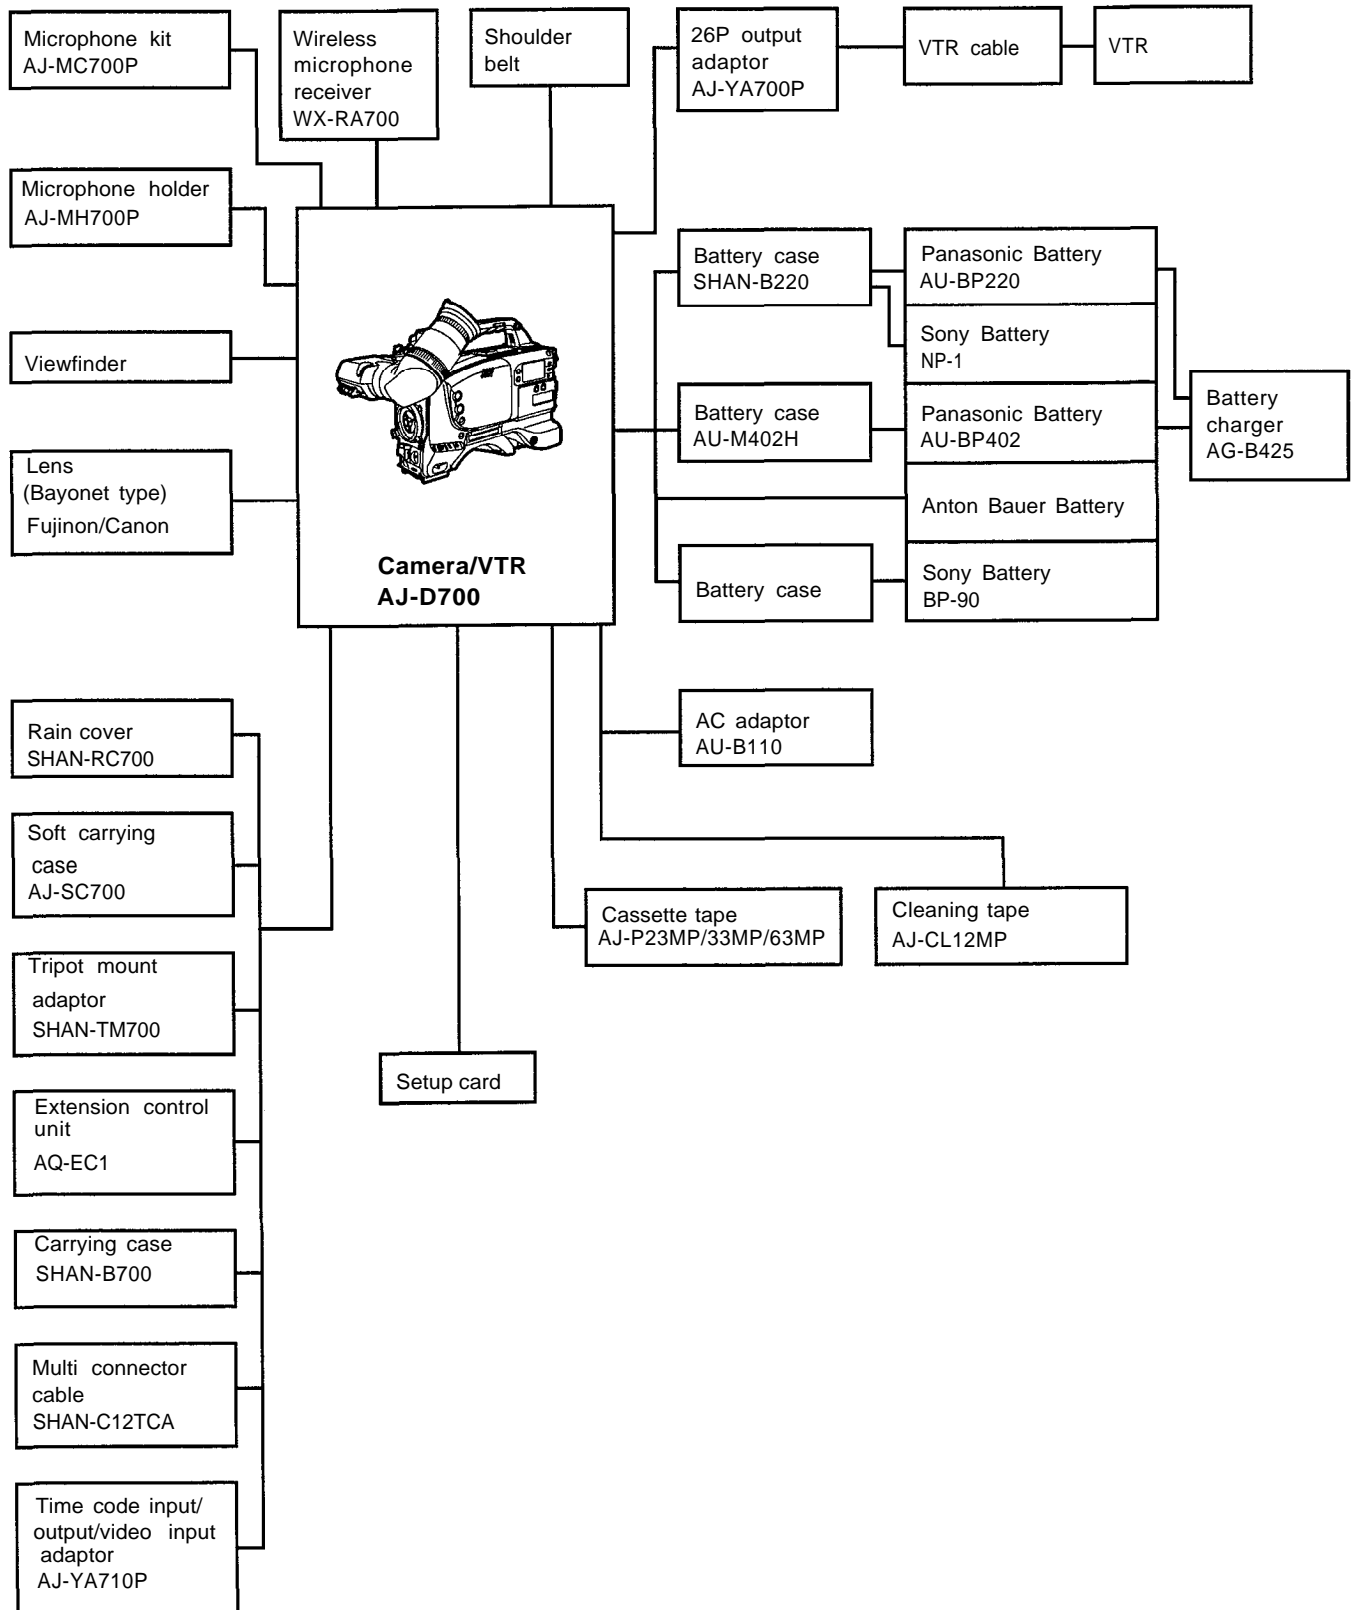 Microphone kit
AJ-MC700P
Wireless
microphone
receiver
WX-RA700
Shoulder
belt
26P output
adaptor
AJ-YA700P
VTR cable
VTR
Microphone holder
AJ-MH700P
Viewfinder
Lens
(Bayonet type)
Fujinon/Canon
Camera/VTR
AJ-D700
Battery case
SHAN-B220
Panasonic Battery
AU-BP220
Sony Battery
NP-1
Battery case
AU-M402H
Panasonic Battery
AU-BP402
Battery
charger
AG-B425
Anton Bauer Battery
Battery case
Sony Battery
BP-90
AC adaptor
AU-B110
Cassette tape
AJ-P23MP/33MP/63MP
Cleaning tape
AJ-CL12MP
Setup card
Rain cover
SHAN-RC700
Soft carrying
case
AJ-SC700
Tripot mount
adaptor
SHAN-TM700
Extension control
unit
AQ-EC1
Carrying case
SHAN-B700
Multi connector
cable
SHAN-C12TCA
Time code input/
output/video input
adaptor
AJ-YA710P